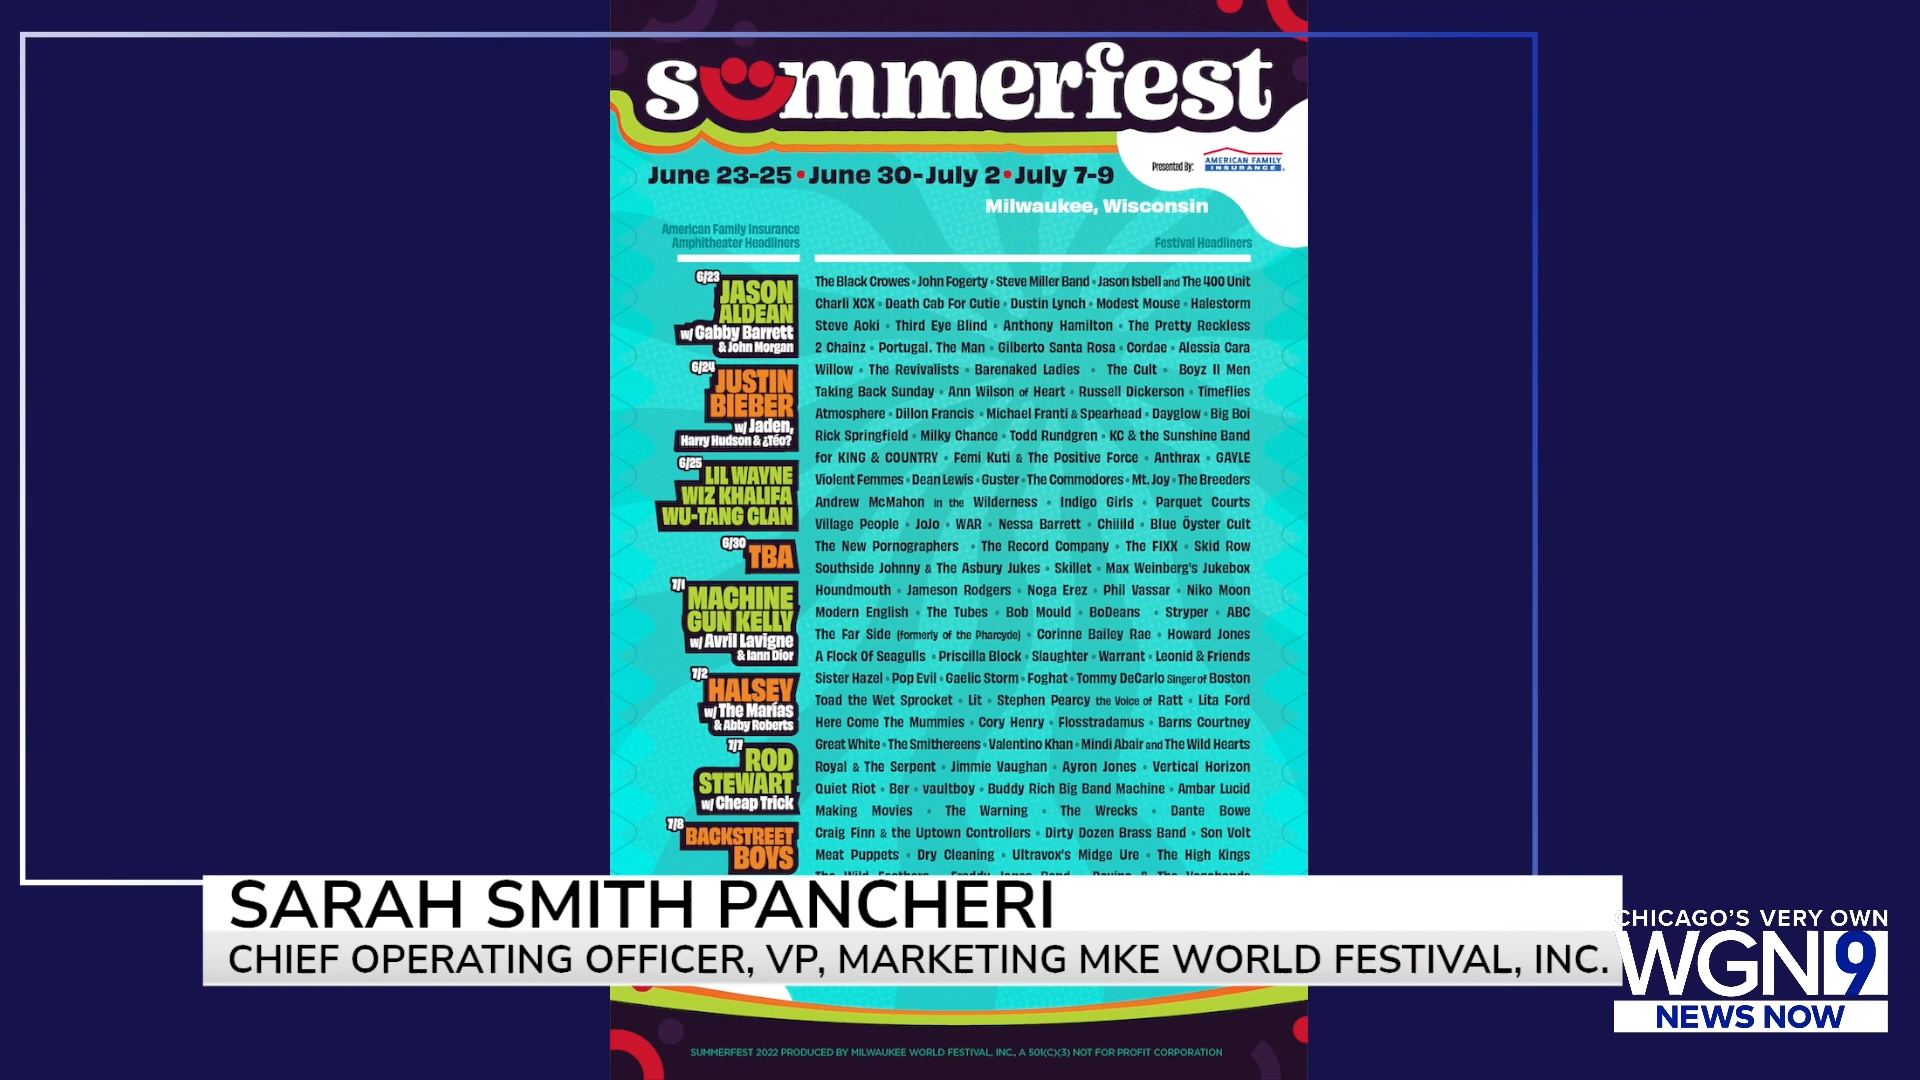 summerfest
Presented By: AMERICAN FAMILY INSURANCE
June 23-25 • June 30-July 2 • July 7-9
Milwaukee, Wisconsin
American Family Insurance
Amphitheater Headliners
6/23
JASON
ALDEAN
w/ Gabby Barrett
& John Morgan
6/24
JUSTIN
BIEBER
w/ Jaden,
Harry Hudson & ¿Téo?
6/25
LIL WAYNE
WIZ KHALIFA
WU-TANG CLAN
6/30
TBA
7/1
MACHINE
GUN KELLY
w/ Avril Lavigne
& Iann Dior
7/2
HALSEY
w/ The Marías
& Abby Roberts
7/7
ROD
STEWART
w/ Cheap Trick
7/8
BACKSTREET
BOYS
Festival Headliners
The Black Crowes • John Fogerty • Steve Miller Band • Jason Isbell and The 400 Unit
Charli XCX • Death Cab For Cutie • Dustin Lynch • Modest Mouse • Halestorm
Steve Aoki • Third Eye Blind • Anthony Hamilton • The Pretty Reckless
2 Chainz • Portugal. The Man • Gilberto Santa Rosa • Cordae • Alessia Cara
Willow • The Revivalists • Barenaked Ladies • The Cult • Boyz II Men
Taking Back Sunday • Ann Wilson of Heart • Russell Dickerson • Timeflies
Atmosphere • Dillon Francis • Michael Franti & Spearhead • Dayglow • Big Boi
Rick Springfield • Milky Chance • Todd Rundgren • KC & the Sunshine Band
for KING & COUNTRY • Femi Kuti & The Positive Force • Anthrax • GAYLE
Violent Femmes • Dean Lewis • Guster • The Commodores • Mt. Joy • The Breeders
Andrew McMahon in the Wilderness • Indigo Girls • Parquet Courts
Village People • JoJo • WAR • Nessa Barrett • Chiiild • Blue Öyster Cult
The New Pornographers • The Record Company • The FIXX • Skid Row
Southside Johnny & The Asbury Jukes • Skillet • Max Weinberg's Jukebox
Houndmouth • Jameson Rodgers • Noga Erez • Phil Vassar • Niko Moon
Modern English • The Tubes • Bob Mould • BoDeans • Stryper • ABC
The Far Side (formerly of the Pharcyde) • Corinne Bailey Rae • Howard Jones
A Flock Of Seagulls • Priscilla Block • Slaughter • Warrant • Leonid & Friends
Sister Hazel • Pop Evil • Gaelic Storm • Foghat • Tommy DeCarlo Singer of Boston
Toad the Wet Sprocket • Lit • Stephen Pearcy the Voice of Ratt • Lita Ford
Here Come The Mummies • Cory Henry • Flosstradamus • Barns Courtney
Great White • The Smithereens • Valentino Khan • Mindi Abair and The Wild Hearts
Royal & The Serpent • Jimmie Vaughan • Ayron Jones • Vertical Horizon
Quiet Riot • Ber • vaultboy • Buddy Rich Big Band Machine • Ambar Lucid
Making Movies • The Warning • The Wrecks • Dante Bowe
Craig Finn & the Uptown Controllers • Dirty Dozen Brass Band • Son Volt
Meat Puppets • Dry Cleaning • Ultravox's Midge Ure • The High Kings
SARAH SMITH PANCHERI
CHIEF OPERATING OFFICER, VP, MARKETING MKE WORLD FESTIVAL, INC.
CHICAGO'S VERY OWN
WGN9
NEWS NOW
SUMMERFEST 2022 PRODUCED BY MILWAUKEE WORLD FESTIVAL, INC., A 501(C)(3) NOT FOR PROFIT CORPORATION